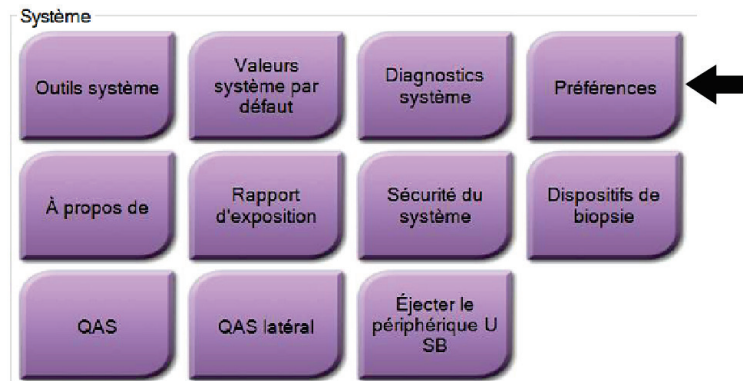 Système
Outils système
Valeurs
système par
défaut
Diagnostics
système
Préférences
À propos de
Rapport
d'exposition
Sécurité du
système
Dispositifs de
biopsie
QAS
QAS latéral
Éjecter le
périphérique U
SB